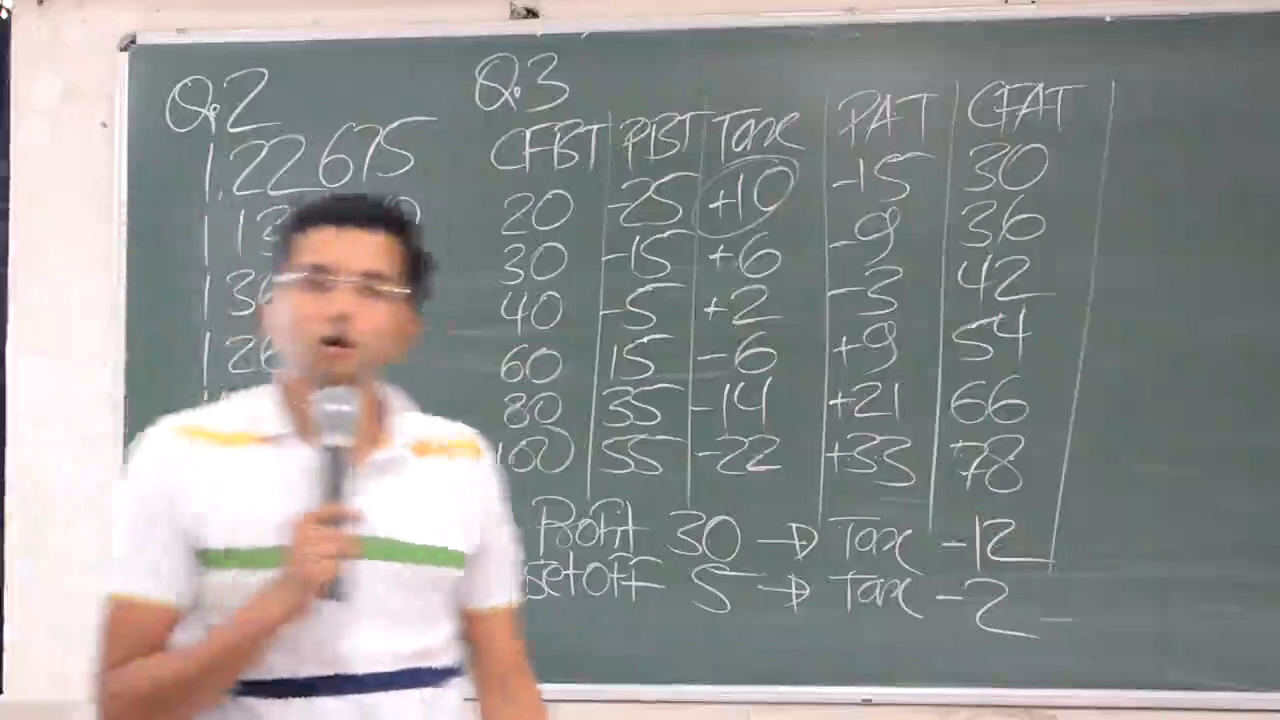 Q.2
1,22675
Q.3
CFBT PBT Tax PAT CFAT
20 -25 +10 -15 30
30 -15 +6 -9 36
40 -5 +2 -3 42
60 15 -6 +9 54
80 35 -14 +21 66
100 55 -22 +33 78
Profit 30 → Tax -12
setoff 5 → Tax -2